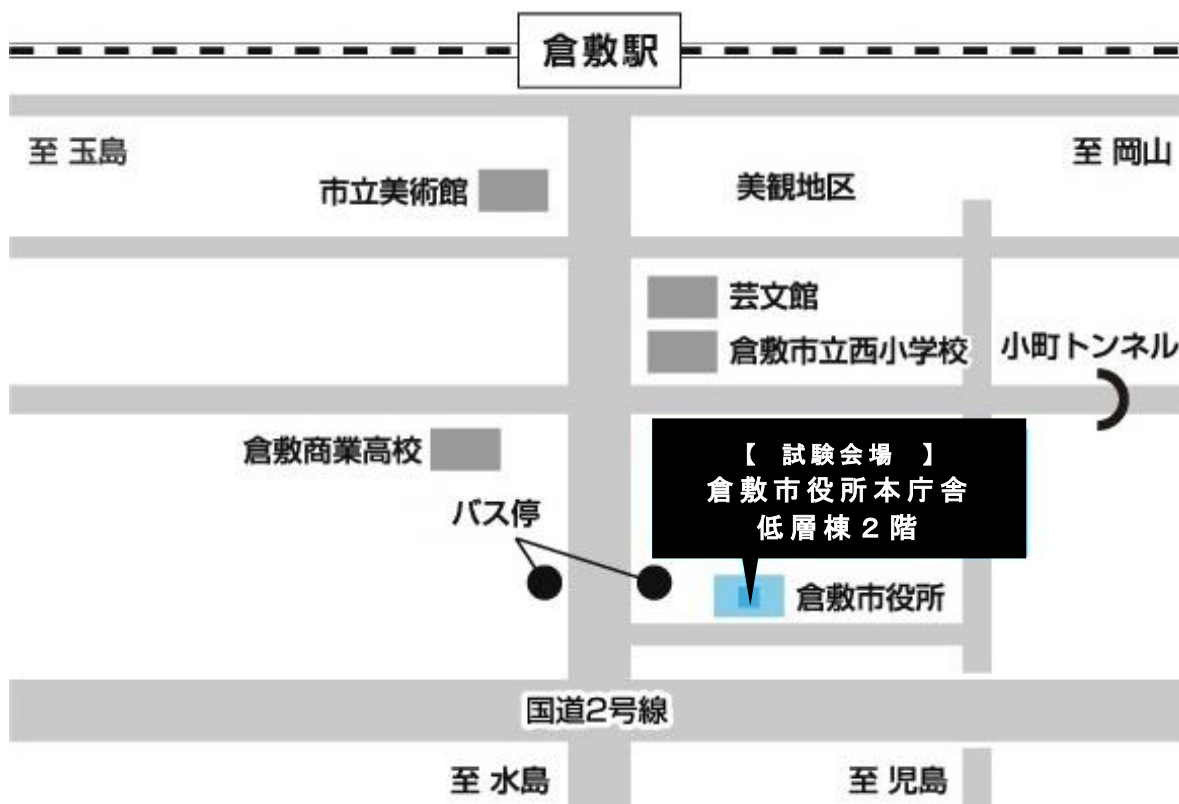 倉敷駅
至 玉島
至 岡山
市立美術館
美観地区
芸文館
倉敷市立西小学校
小町トンネル
倉敷商業高校
【 試験会場 】
倉敷市役所本庁舎
低層棟２階
バス停
倉敷市役所
国道2号線
至 水島
至 児島